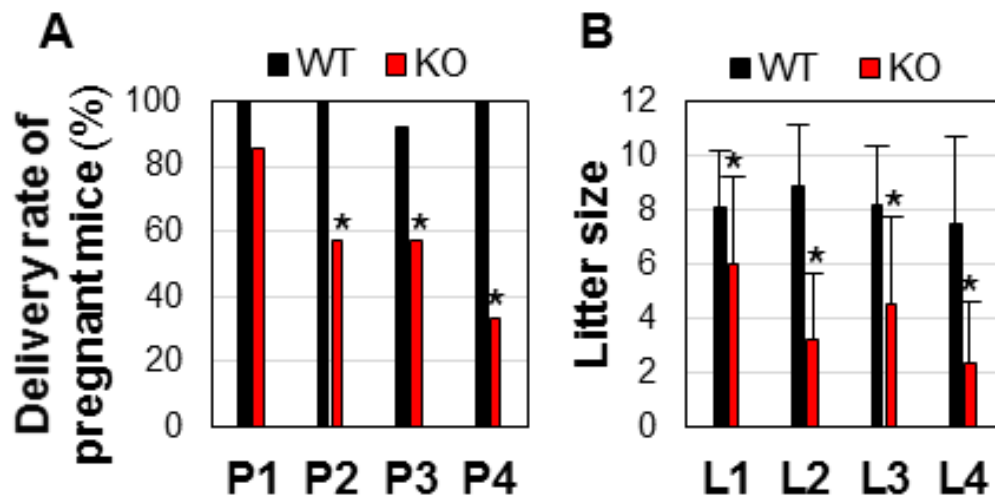 A
WT KO
Delivery rate of
pregnant mice (%)
100
80
60
40
20
0
*
*
*
P1 P2 P3 P4
B
WT KO
Litter size
12
10
8
6
4
2
0
*
*
*
*
L1 L2 L3 L4